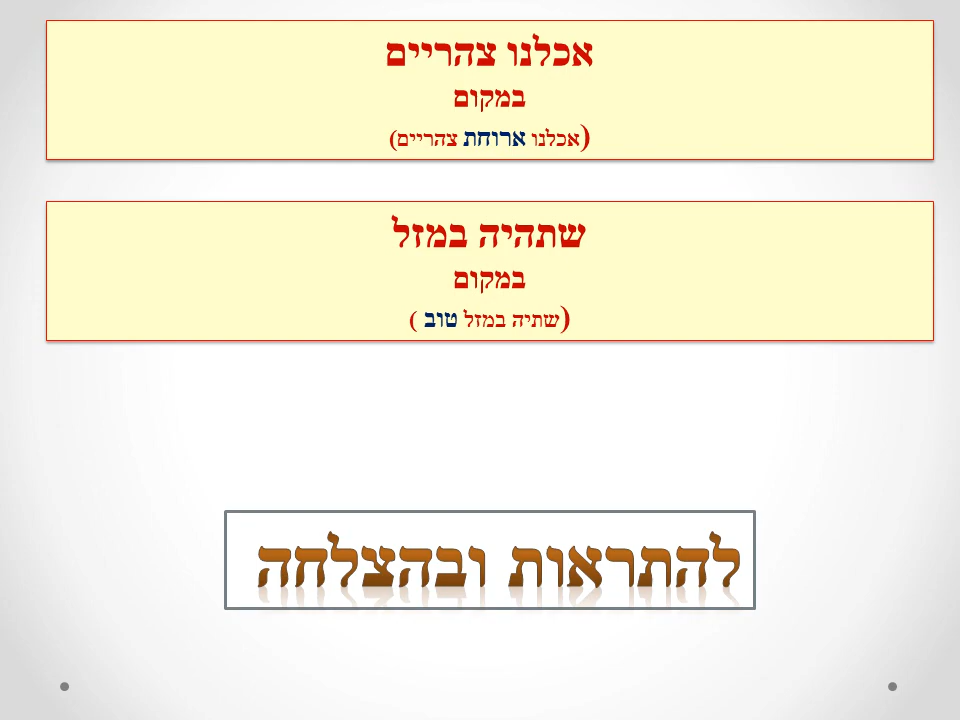 אכלנו צהריים
במקום
(אכלנו ארוחת צהריים)
שתהיה במזל
במקום
(שתיה במזל טוב )
להתראות ובהצלחה